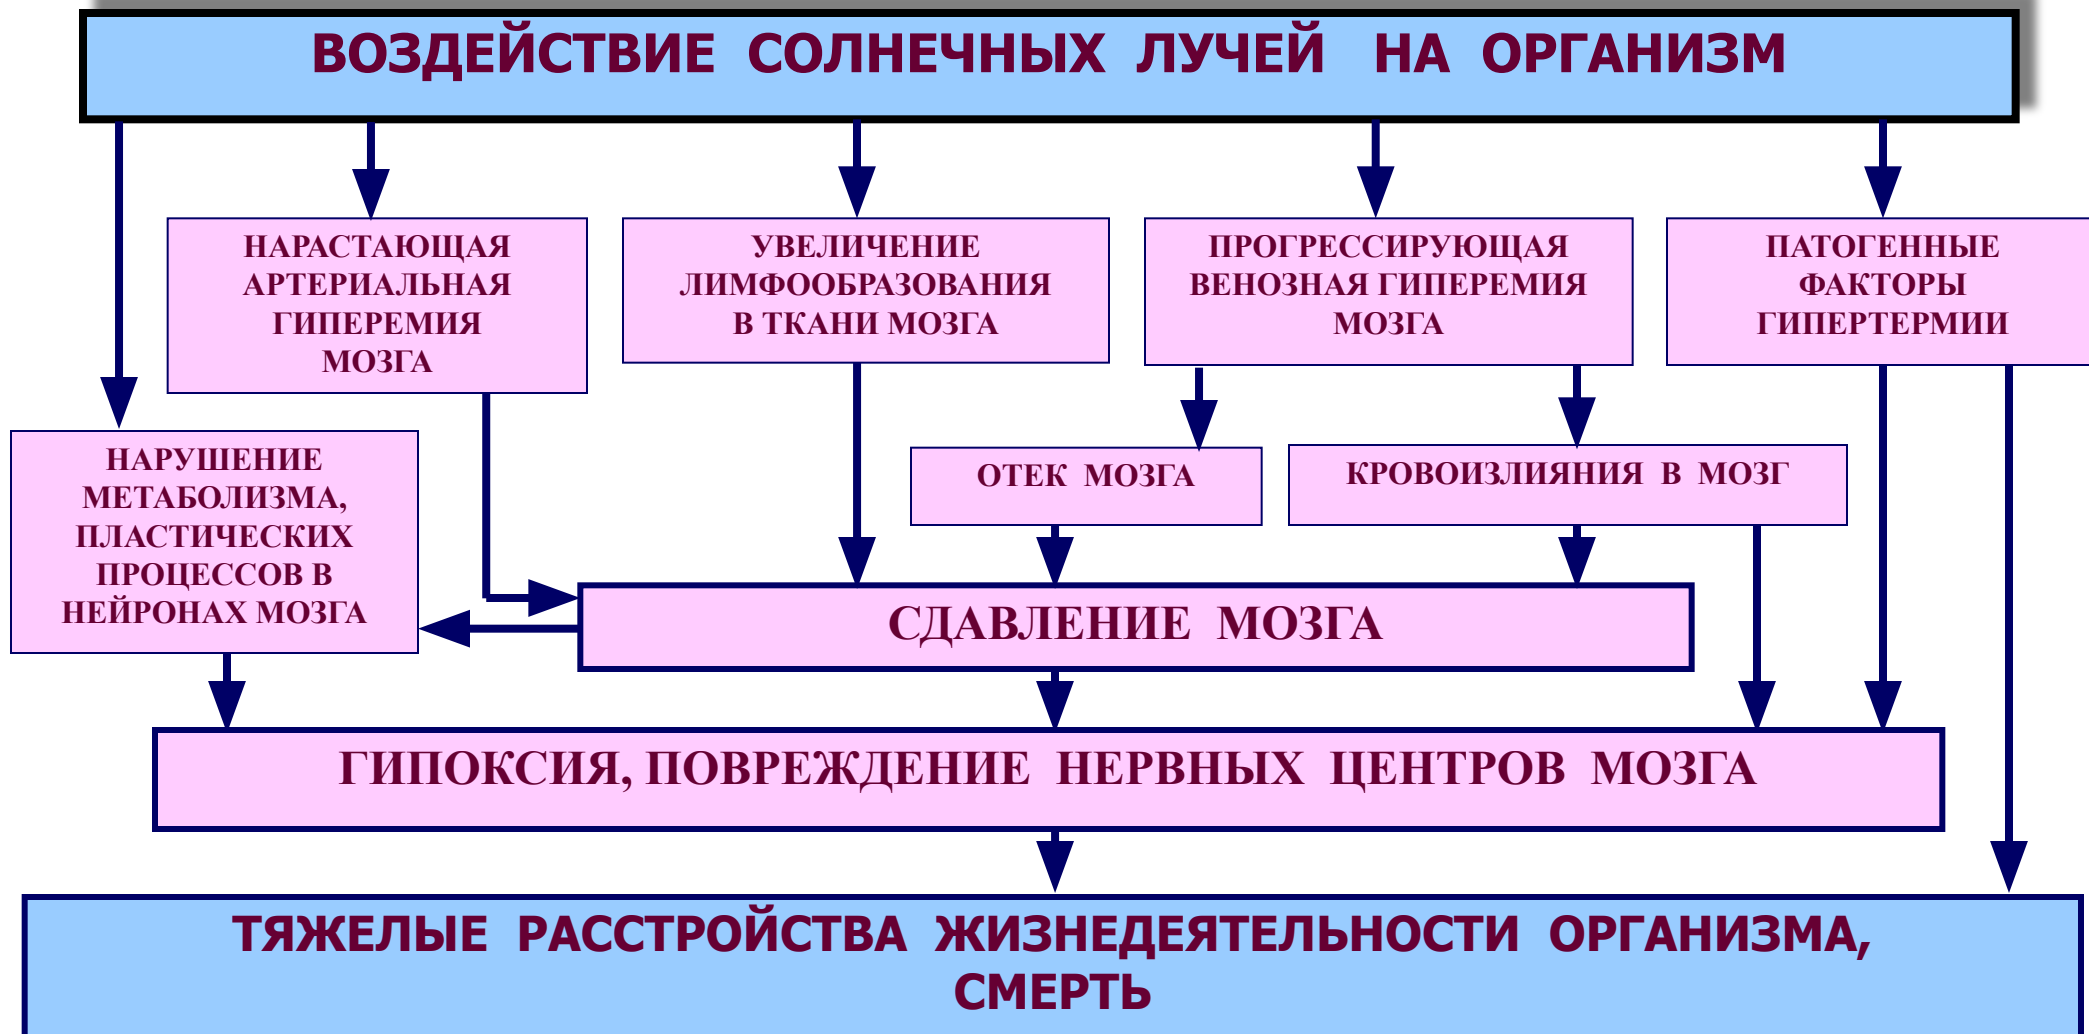 ВОЗДЕЙСТВИЕ СОЛНЕЧНЫХ ЛУЧЕЙ НА ОРГАНИЗМ
НАРАСТАЮЩАЯ
АРТЕРИАЛЬНАЯ
ГИПЕРЕМИЯ
МОЗГА
УВЕЛИЧЕНИЕ
ЛИМФООБРАЗОВАНИЯ
В ТКАНИ МОЗГА
ПРОГРЕССИРУЮЩАЯ
ВЕНОЗНАЯ ГИПЕРЕМИЯ
МОЗГА
ПАТОГЕННЫЕ
ФАКТОРЫ
ГИПЕРТЕРМИИ
НАРУШЕНИЕ
МЕТАБОЛИЗМА,
ПЛАСТИЧЕСКИХ
ПРОЦЕССОВ В
НЕЙРОНАХ МОЗГА
ОТЕК МОЗГА
КРОВОИЗЛИЯНИЯ В МОЗГ
СДАВЛЕНИЕ МОЗГА
ГИПОКСИЯ, ПОВРЕЖДЕНИЕ НЕРВНЫХ ЦЕНТРОВ МОЗГА
ТЯЖЕЛЫЕ РАССТРОЙСТВА ЖИЗНЕДЕЯТЕЛЬНОСТИ ОРГАНИЗМА,
СМЕРТЬ